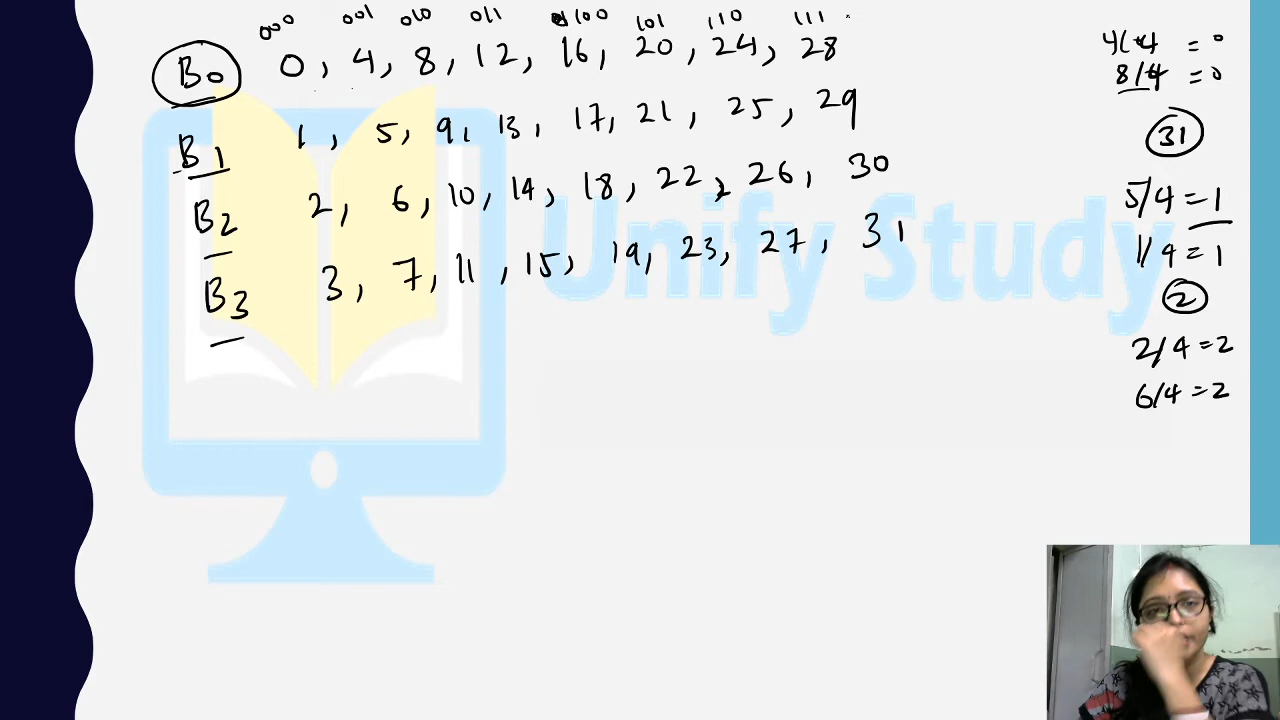 000 001 010 011 100 101 110 111
B0 0, 4, 8, 12, 16, 20, 24, 28
B1 1, 5, 9, 13, 17, 21, 25, 29
B2 2, 6, 10, 14, 18, 22, 26, 30
B3 3, 7, 11, 15, 19, 23, 27, 31
Unify Study
4/4 = 0
8/4 = 0
31
5/4 = 1
1/4 = 1
2
2/4 = 2
6/4 = 2